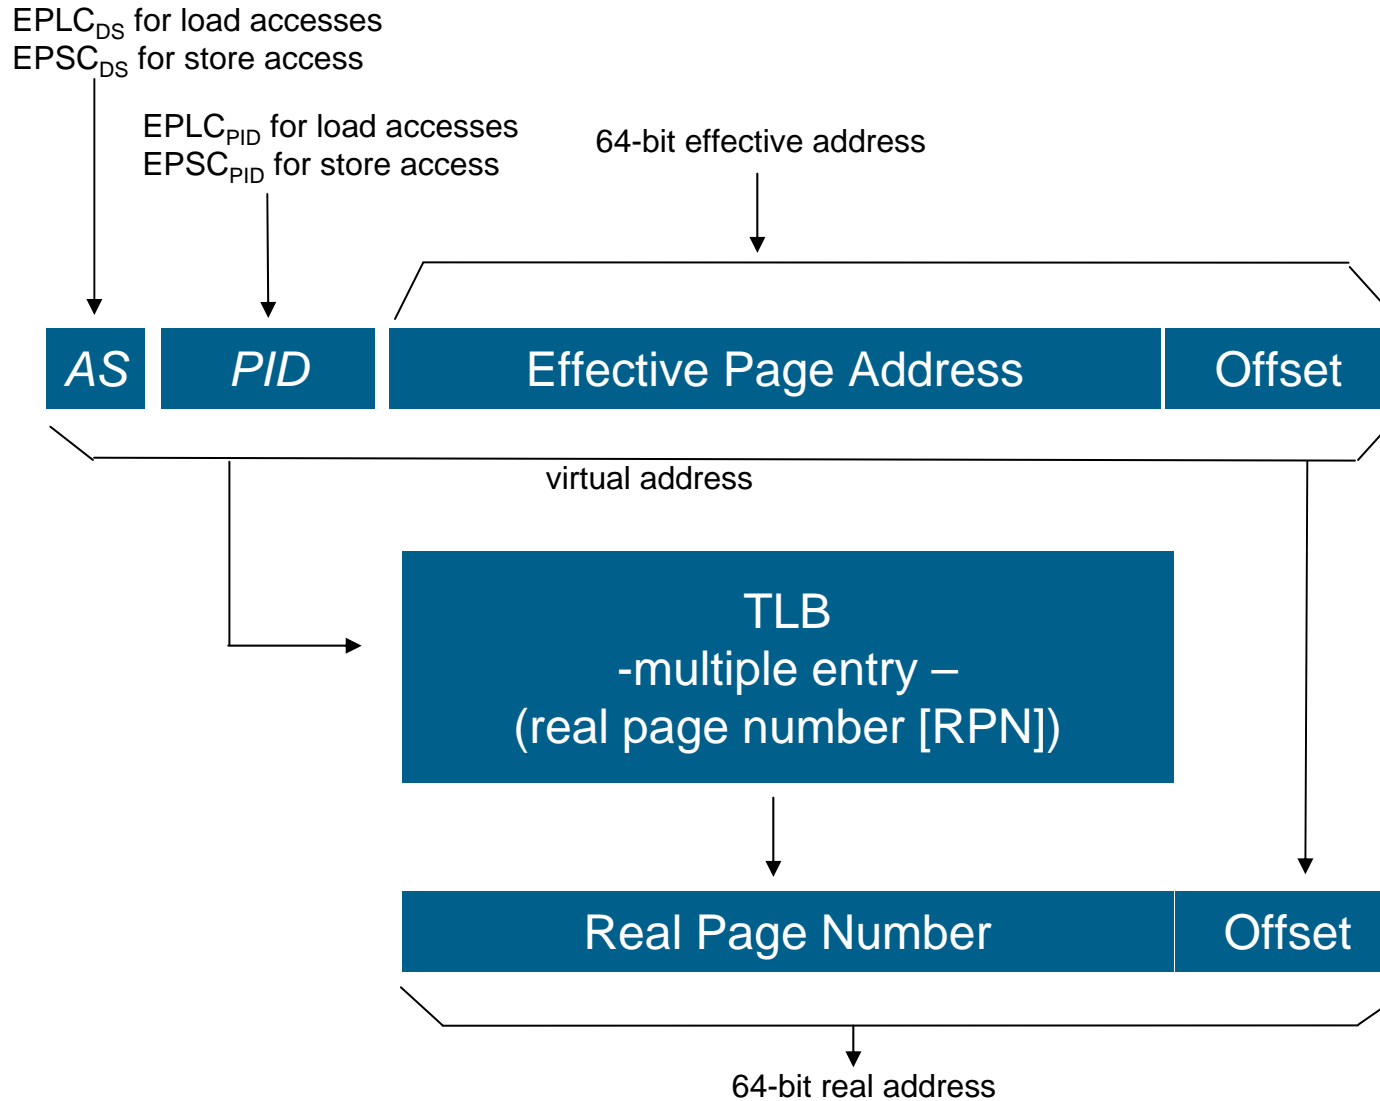 EPLCDS for load accesses
EPSCDS for store access
EPLCPID for load accesses
EPSCPID for store access
64-bit effective address
AS
PID
Effective Page Address
Offset
virtual address
TLB
-multiple entry –
(real page number [RPN])
Real Page Number
Offset
64-bit real address